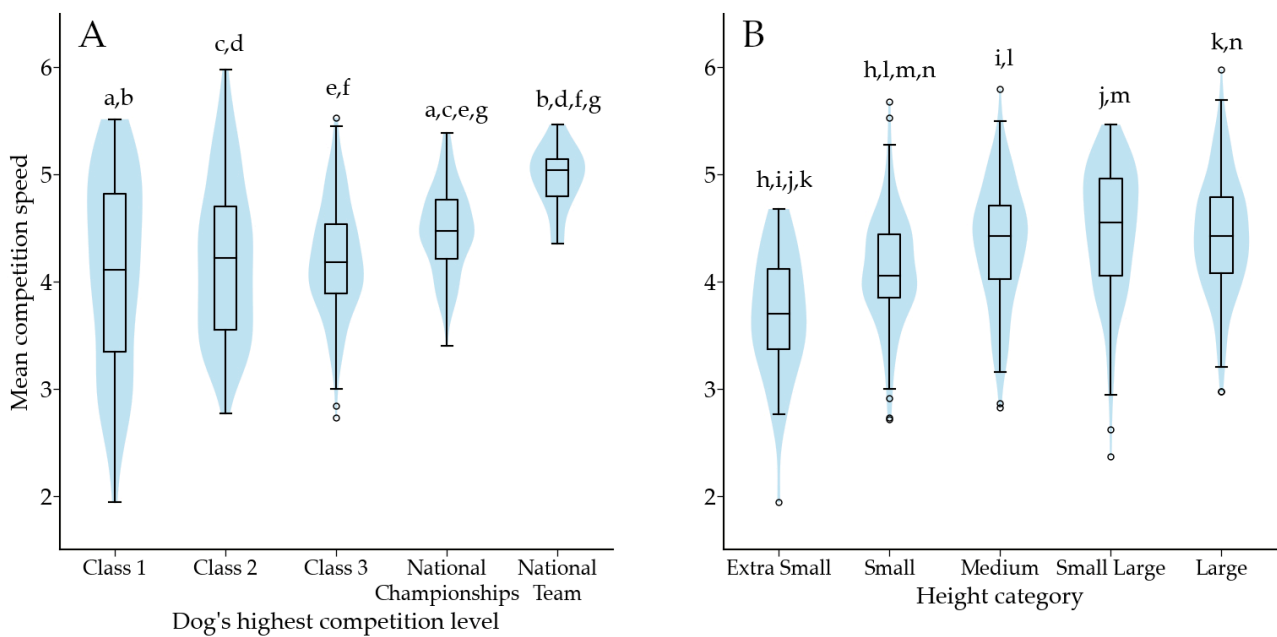 A
c,d
a,b
e,f
a,c,e,g
b,d,f,g
6
5
4
3
2
Mean competition speed
Class 1
Class 2
Class 3
National
Championships
National
Team
Dog's highest competition level
B
k,n
i,l
h,l,m,n
j,m
h,i,j,k
6
5
4
3
2
Extra Small
Small
Medium
Small Large
Large
Height category